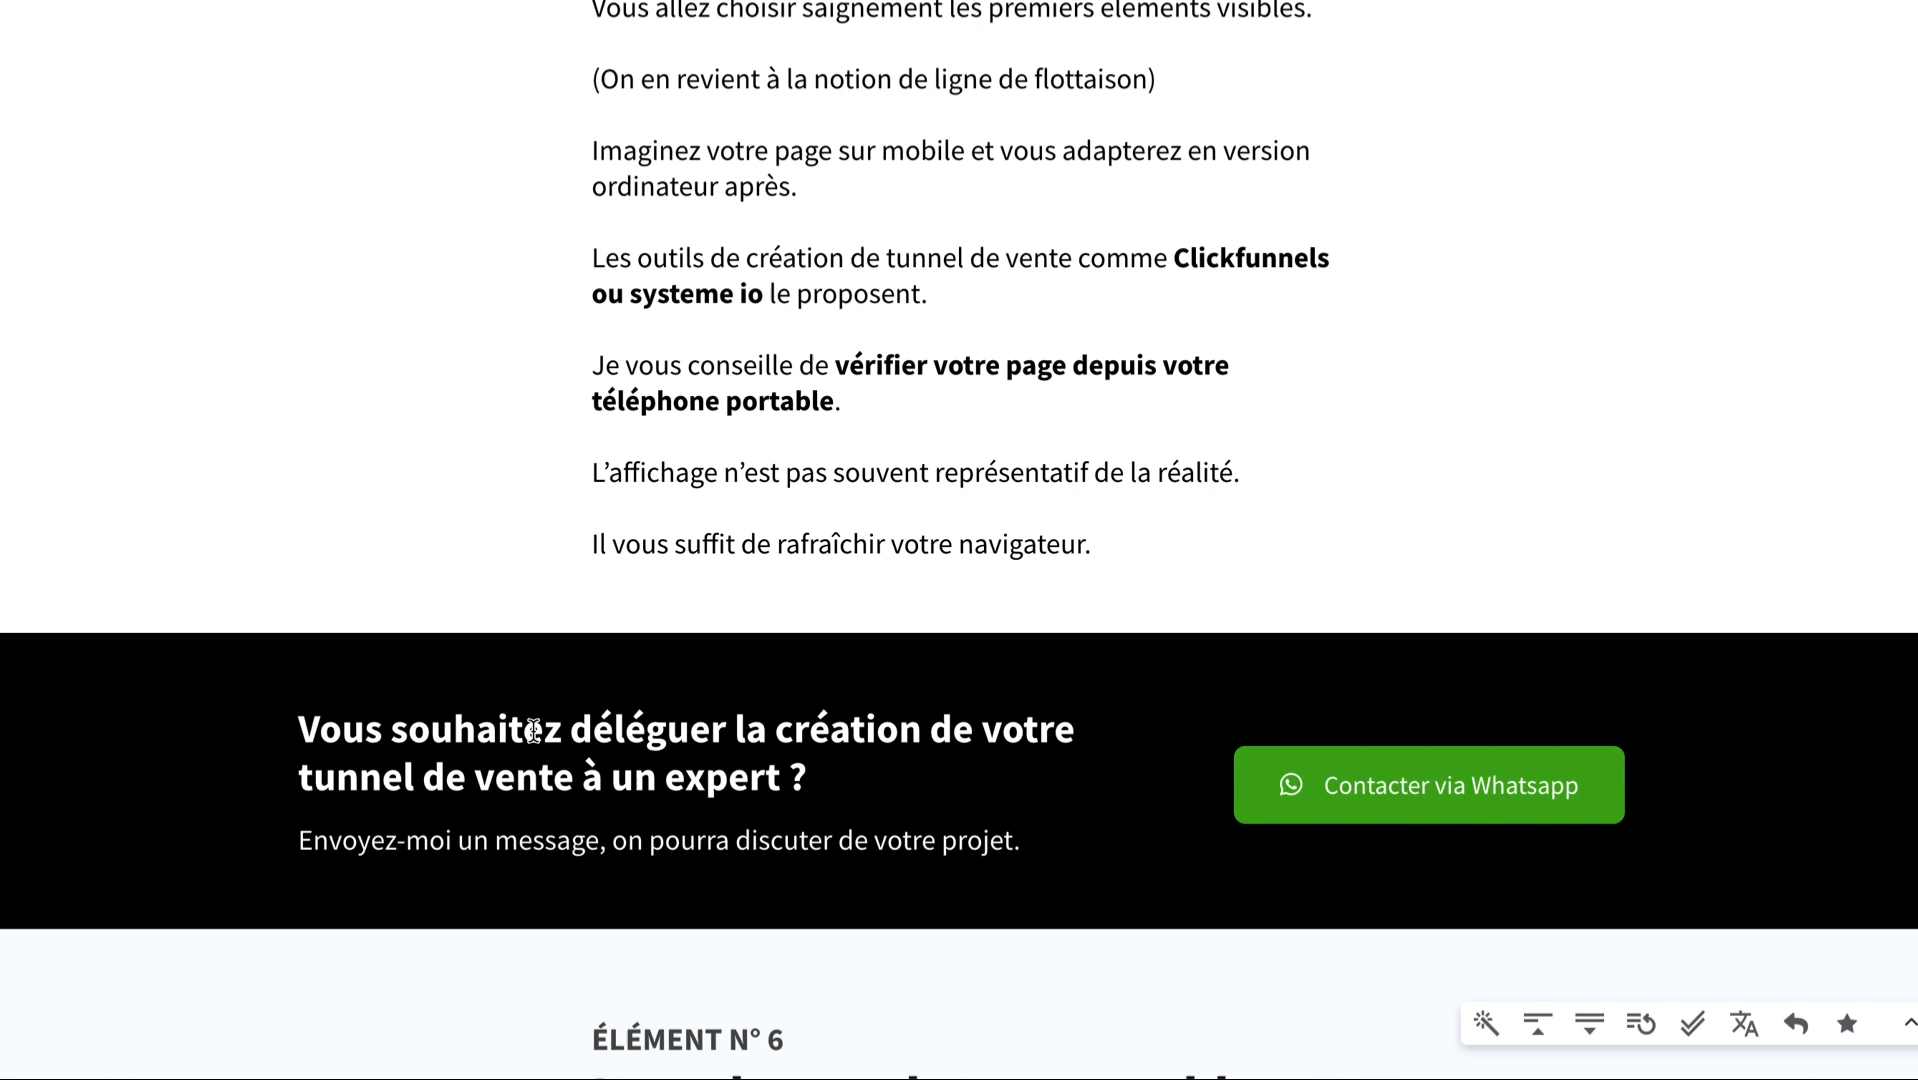 Vous allez choisir saignement les premiers éléments visibles.
(On en revient à la notion de ligne de flottaison)
Imaginez votre page sur mobile et vous adapterez en version
ordinateur après.
Les outils de création de tunnel de vente comme Clickfunnels
ou systeme io le proposent.
Je vous conseille de vérifier votre page depuis votre
téléphone portable.
L’affichage n’est pas souvent représentatif de la réalité.
Il vous suffit de rafraîchir votre navigateur.
Vous souhaitez déléguer la création de votre
tunnel de vente à un expert ?
Envoyez-moi un message, on pourra discuter de votre projet.
Contacter via Whatsapp
ÉLÉMENT N° 6